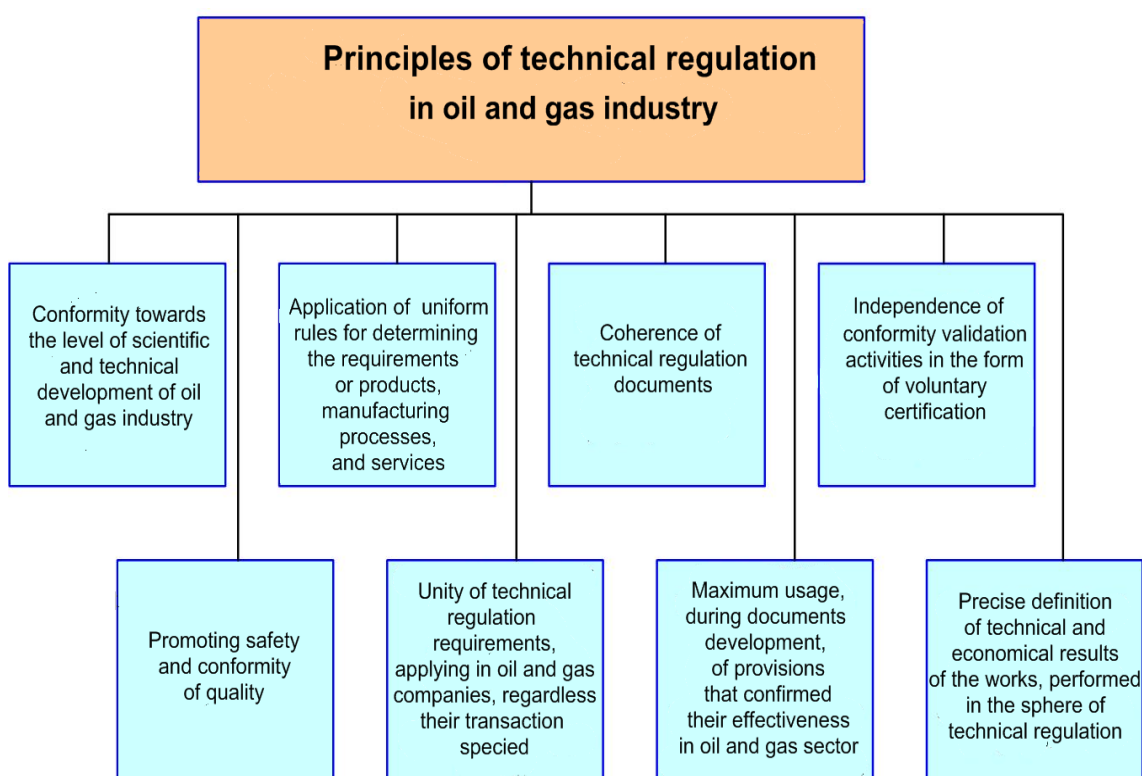 Principles of technical regulation
in oil and gas industry
Conformity towards
the level of scientific
and technical
development of oil
and gas industry
Application of uniform
rules for determining
the requirements
or products,
manufacturing
processes,
and services
Coherence of
technical regulation
documents
Independence of
conformity validation
activities in the form
of voluntary
certification
Promoting safety
and conformity
of quality
Unity of technical
regulation
requirements,
applying in oil and gas
companies, regardless
their transaction
specied
Maximum usage,
during documents
development,
of provisions
that confirmed
their effectiveness
in oil and gas sector
Precise definition
of technical and
economical results
of the works, performed
in the sphere of
technical regulation